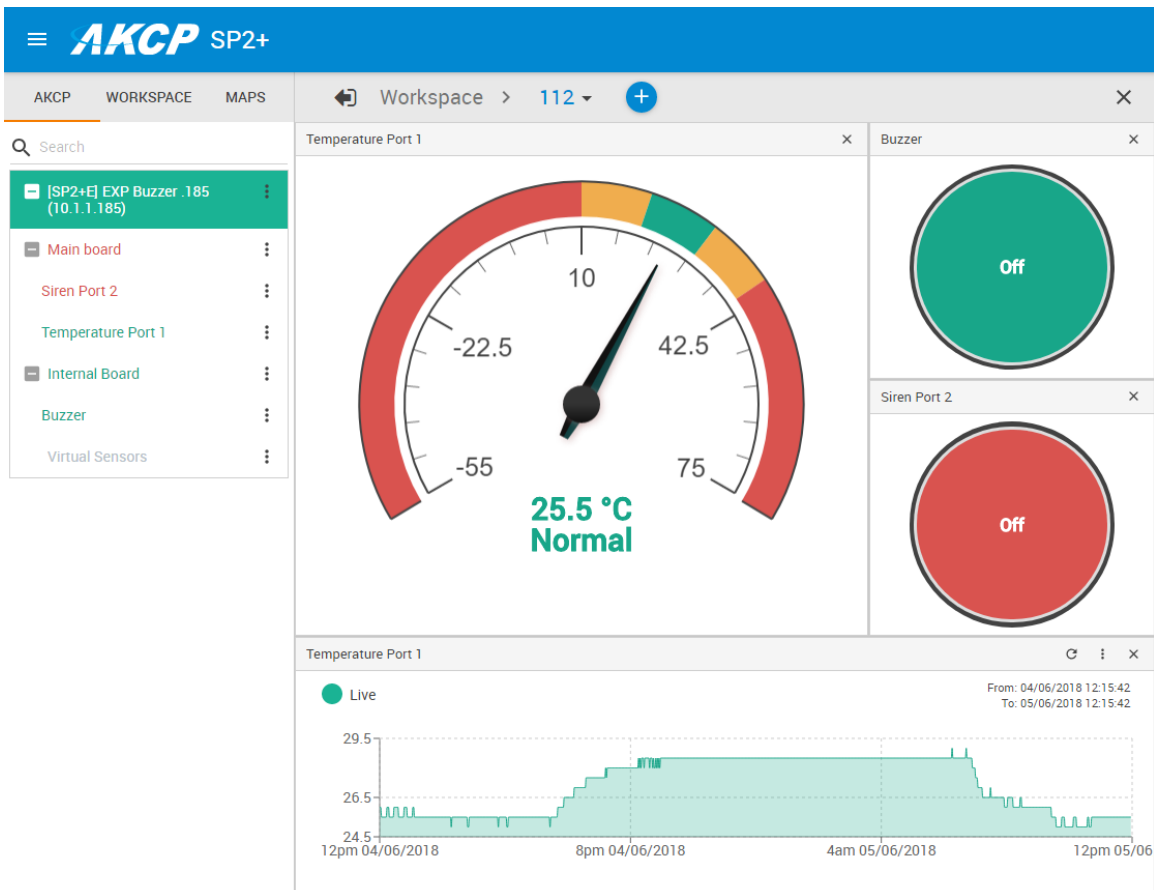 AKCP SP2+
AKCP WORKSPACE MAPS
Workspace > 112
Search
[SP2+E] EXP Buzzer .185
(10.1.1.185)
Main board
Siren Port 2
Temperature Port 1
Internal Board
Buzzer
Virtual Sensors
Temperature Port 1
10
-22.5
42.5
-55
75
25.5 °C
Normal
Buzzer
Off
Siren Port 2
Off
Temperature Port 1
Live
From: 04/06/2018 12:15:42
To: 05/06/2018 12:15:42
29.5
26.5
24.5
12pm 04/06/2018 8pm 04/06/2018 4am 05/06/2018 12pm 05/06